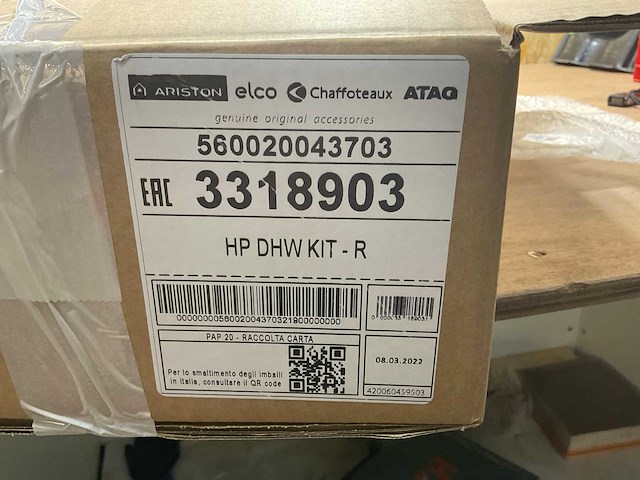 ARISTON elco Chaffoteaux ATAG
genuine original accessories
560020043703
EAC 3318903
HP DHW KIT - R
PAP 20 - RACCOLTA CARTA
Per lo smaltimento degli imballi
in Italia, consultare il QR code
08.03.2022
420060459503